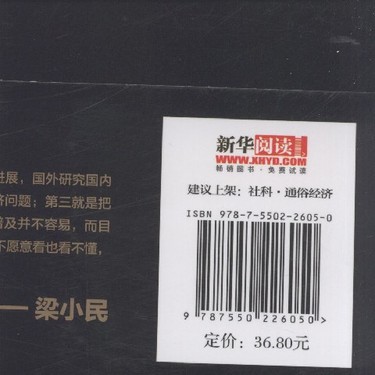 进展，国外研究国内
济问题；第三就是把
普及并不容易，而目
不愿意看也看不懂，
—— 梁小民
新华阅读
WWW.XHYD.COM
畅销图书·免费试读
建议上架：社科·通俗经济
ISBN 978-7-5502-2605-0
9 787550 226050 >
定价：36.80元